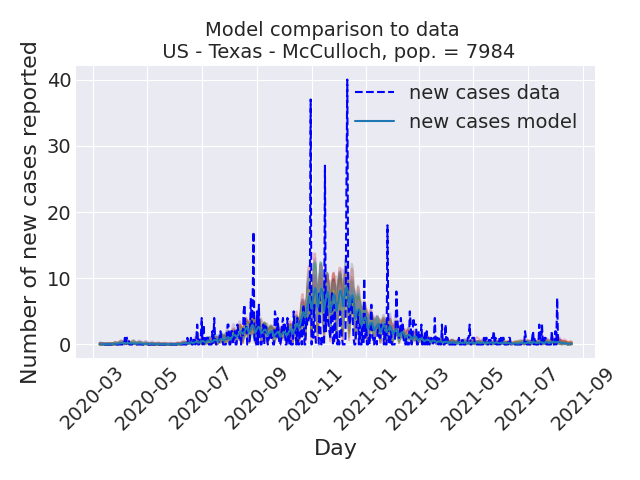 Model comparison to data
US - Texas - McCulloch, pop. = 7984
Number of new cases reported
40
30
20
10
0
new cases data
new cases model
2020-03
2020-05
2020-07
2020-09
2020-11
2021-01
2021-03
2021-05
2021-07
2021-09
Day